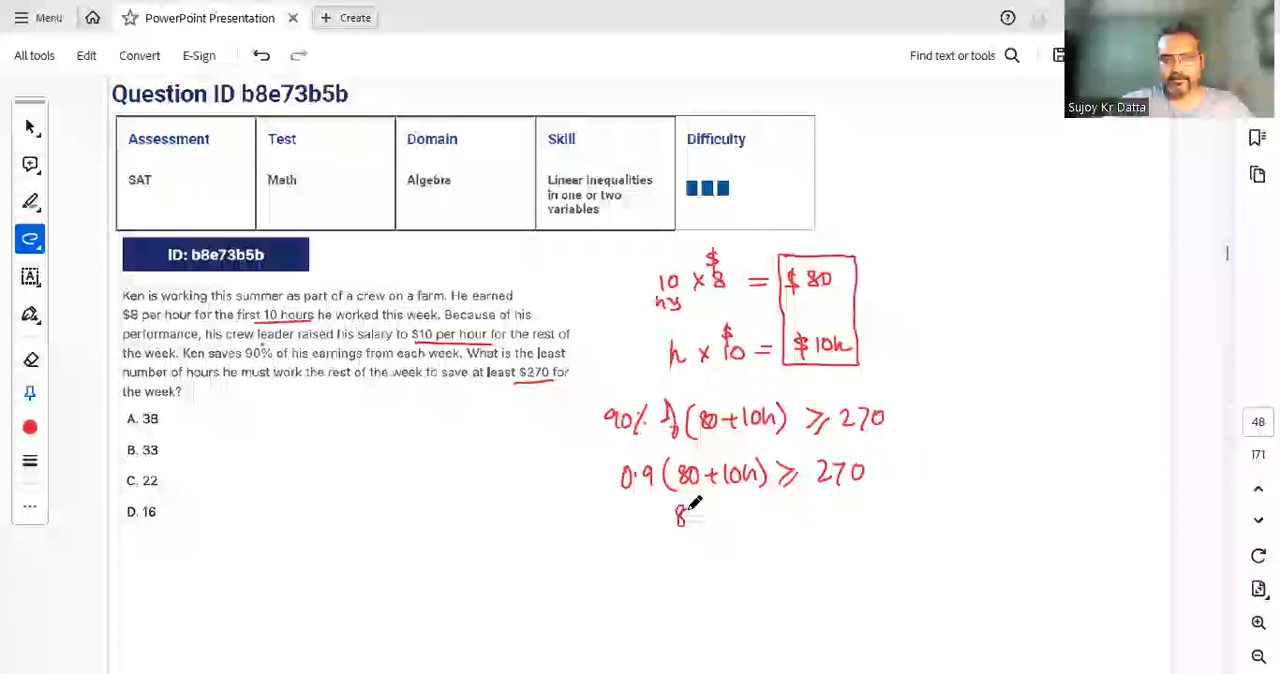 Menu
PowerPoint Presentation
Create
All tools
Edit
Convert
E-Sign
Find text or tools
Sujoy Kr Datta
Question ID b8e73b5b
Assessment
Test
Domain
Skill
Difficulty
SAT
Math
Algebra
Linear inequalities
in one or two
variables
ID: b8e73b5b
Ken is working this summer as part of a crew on a farm. He earned
$8 per hour for the first 10 hours he worked this week. Because of his
performance, his crew leader raised his salary to $10 per hour for the rest of
the week. Ken saves 90% of his earnings from each week. What is the least
number of hours he must work the rest of the week to save at least $270 for
the week?
A. 38
B. 33
C. 22
D. 16
10 hrs × $8 = $80
h × $10 = $10h
90% of (80+10h) ≥ 270
0.9 (80+10h) ≥ 270
8
48
171